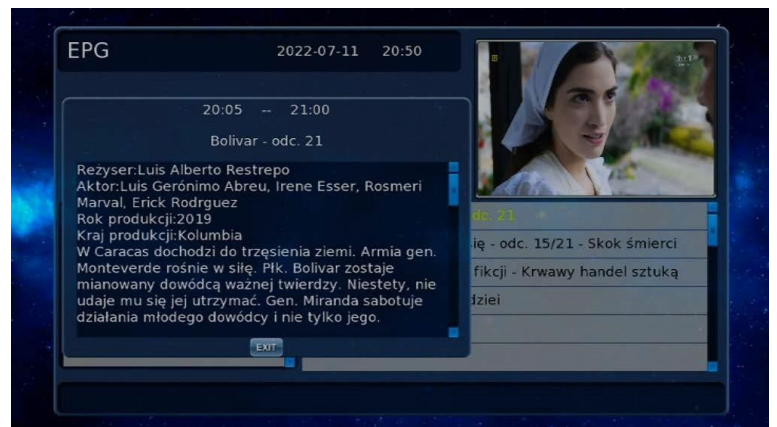 EPG
2022-07-11 20:50
20:05 -- 21:00
Bolivar - odc. 21
Reżyser:Luis Alberto Restrepo
Aktor:Luis Gerónimo Abreu, Irene Esser, Rosmeri
Marval, Erick Rodrguez
Rok produkcji:2019
Kraj produkcji:Kolumbia
W Caracas dochodzi do trzęsienia ziemi. Armia gen.
Monteverde rośnie w siłę. Płk. Bolivar zostaje
mianowany dowódcą ważnej twierdzy. Niestety, nie
udaje mu się jej utrzymać. Gen. Miranda sabotuje
działania młodego dowódcy i nie tylko jego.
EXIT
odc. 21
się - odc. 15/21 - Skok śmierci
fikcji - Krwawy handel sztuką